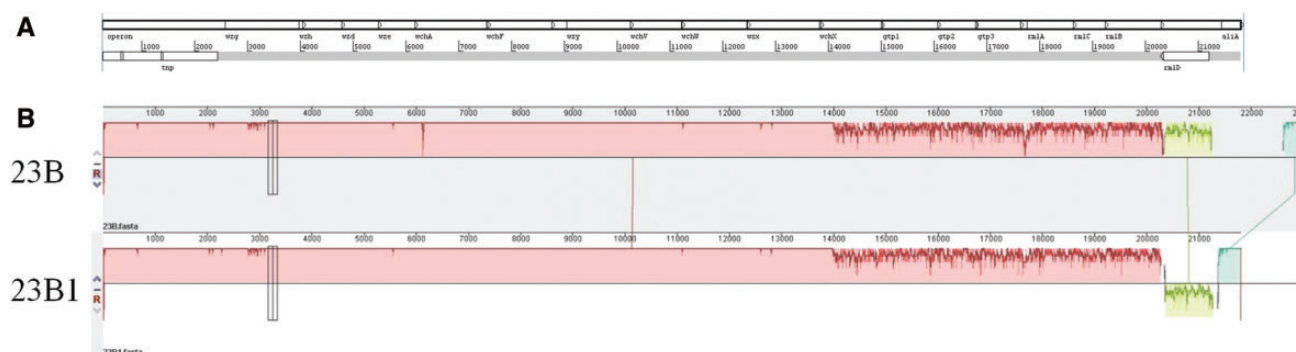 A
operon wzg wzh wzd wze wchA wchF wzy wchV wchW wzx wchX gtp1 gtp2 gtp3 rmlA rmlC rmlB aliA
1000 2000 3000 4000 5000 6000 7000 8000 9000 10000 11000 12000 13000 14000 15000 16000 17000 18000 19000 20000 21000
tnp rmlD
B
1000 2000 3000 4000 5000 6000 7000 8000 9000 10000 11000 12000 13000 14000 15000 16000 17000 18000 19000 20000 21000 22000
23B
R
23B.fasta
1000 2000 3000 4000 5000 6000 7000 8000 9000 10000 11000 12000 13000 14000 15000 16000 17000 18000 19000 20000 21000
23B1
R
23B1.fasta